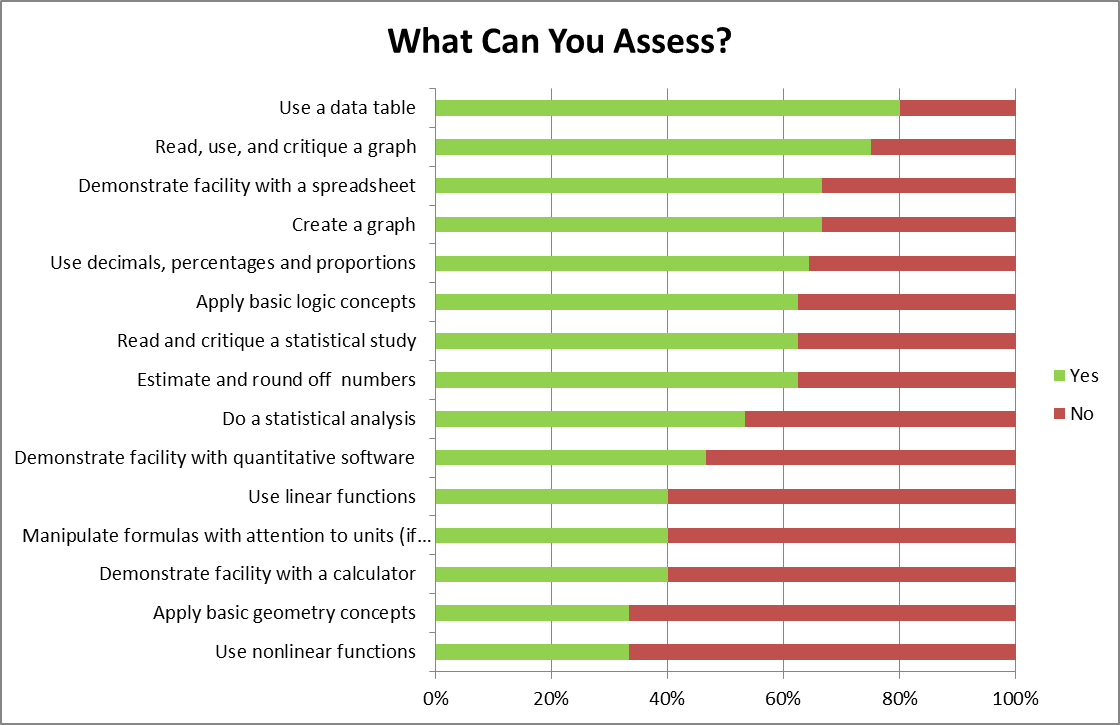 What Can You Assess?
Use a data table
Read, use, and critique a graph
Demonstrate facility with a spreadsheet
Create a graph
Use decimals, percentages and proportions
Apply basic logic concepts
Read and critique a statistical study
Estimate and round off  numbers
Do a statistical analysis
Demonstrate facility with quantitative software
Use linear functions
Manipulate formulas with attention to units (if...
Demonstrate facility with a calculator
Apply basic geometry concepts
Use nonlinear functions
Yes
No
0% 20% 40% 60% 80% 100%